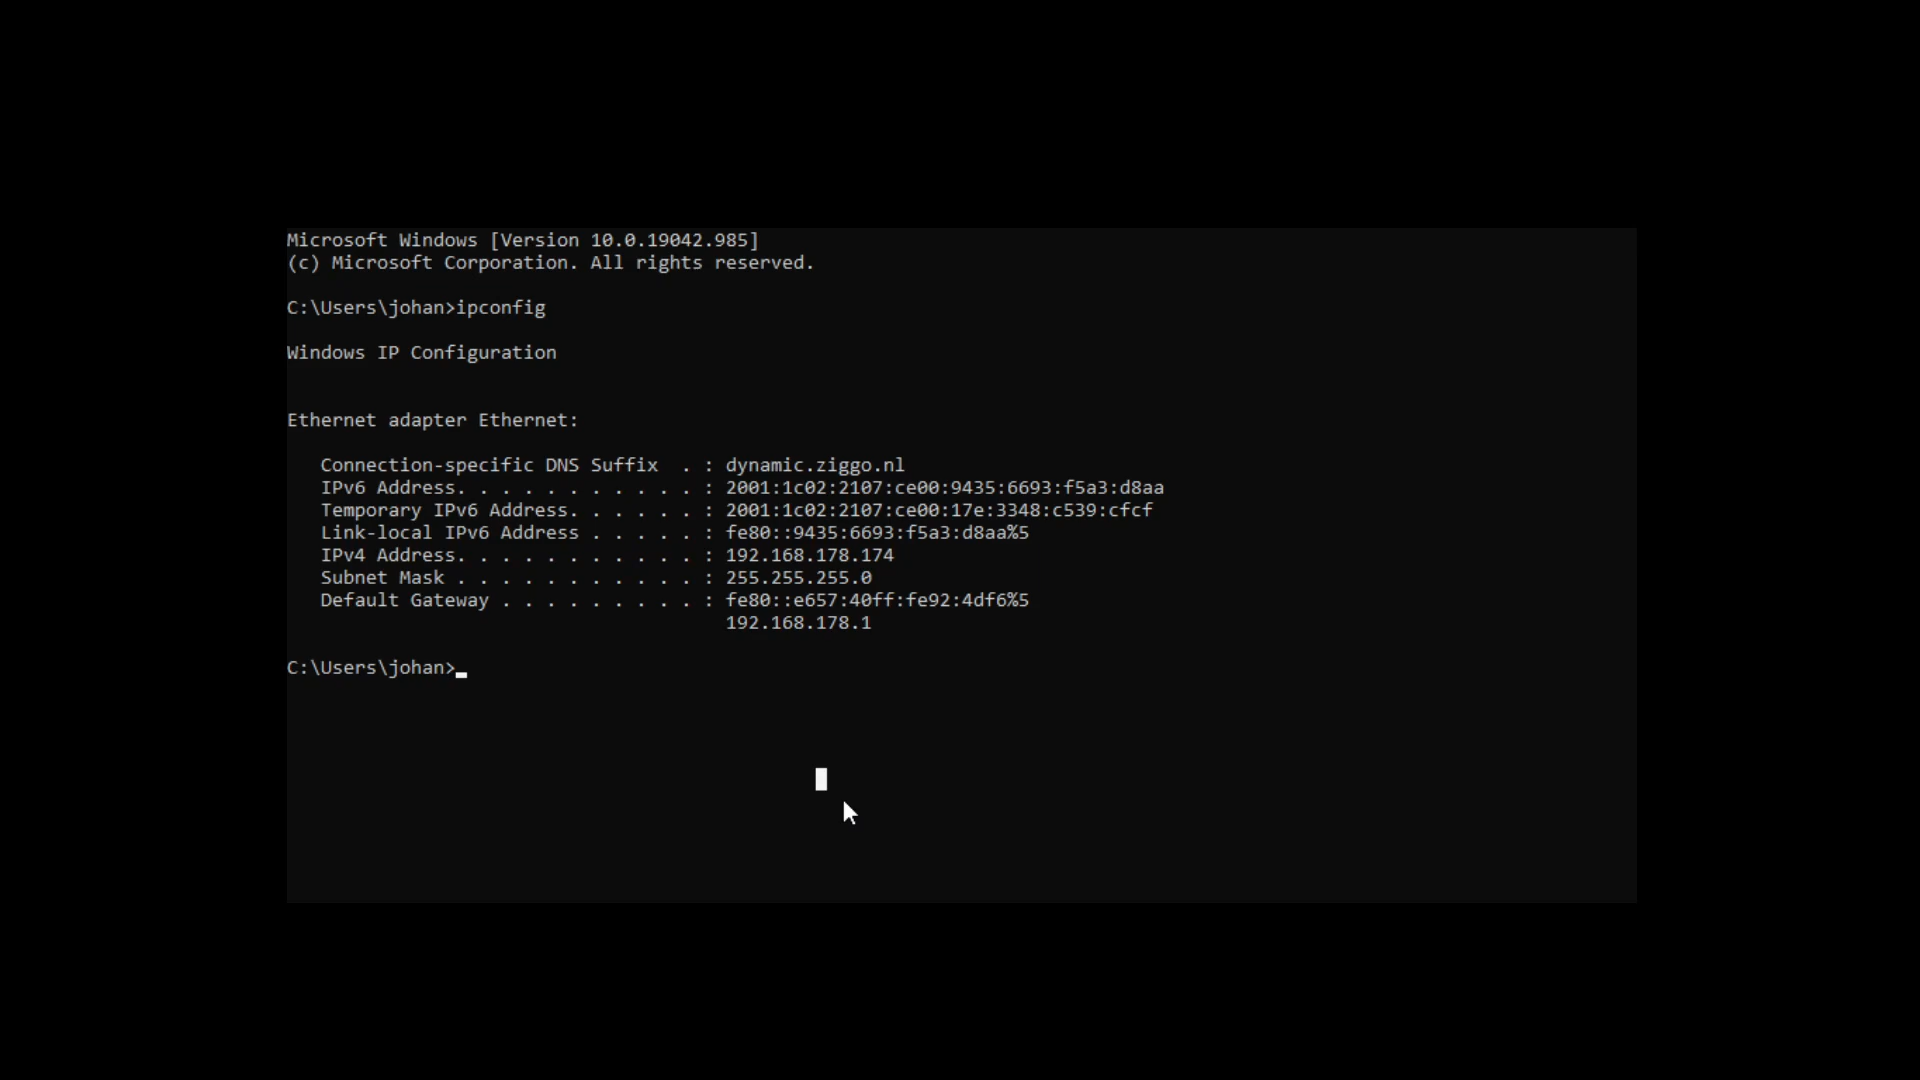 Microsoft Windows [Version 10.0.19042.985]
(c) Microsoft Corporation. All rights reserved.
C:\Users\johan>ipconfig
Windows IP Configuration
Ethernet adapter Ethernet:
Connection-specific DNS Suffix  . : dynamic.ziggo.nl
IPv6 Address. . . . . . . . . . . : 2001:1c02:2107:ce00:9435:6693:f5a3:d8aa
Temporary IPv6 Address. . . . . . : 2001:1c02:2107:ce00:17e:3348:c539:cfcf
Link-local IPv6 Address . . . . . : fe80::9435:6693:f5a3:d8aa%5
IPv4 Address. . . . . . . . . . . : 192.168.178.174
Subnet Mask . . . . . . . . . . . : 255.255.255.0
Default Gateway . . . . . . . . . : fe80::e657:40ff:fe92:4df6%5
192.168.178.1
C:\Users\johan>